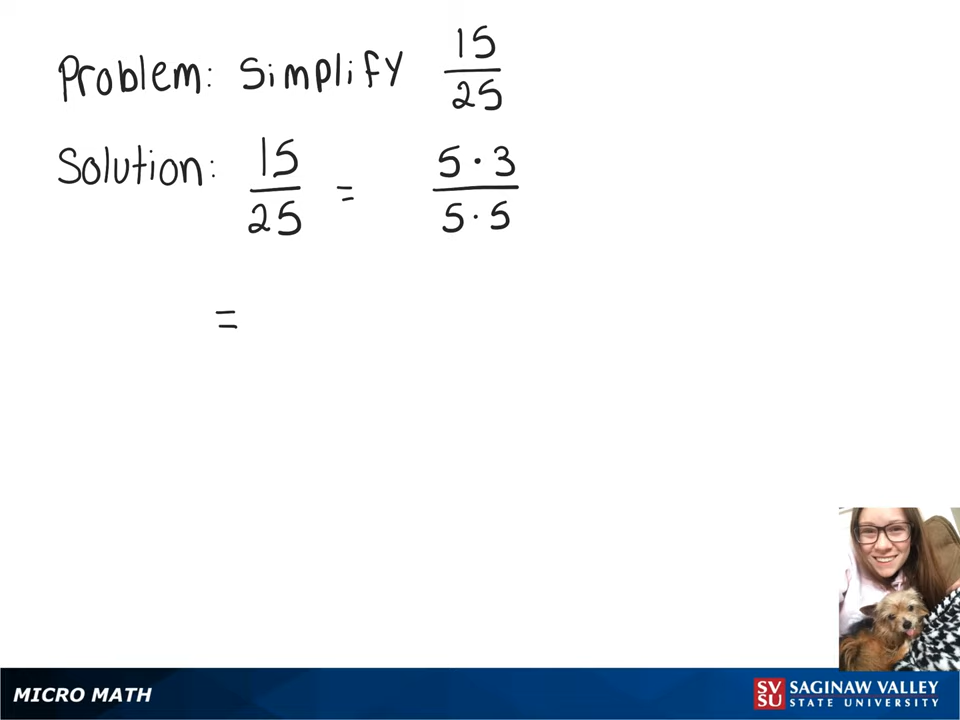 Problem: Simplify 15/25
Solution: 15/25 = 5·3/5·5
=
MICRO MATH
SVSU SAGINAW VALLEY
STATE UNIVERSITY